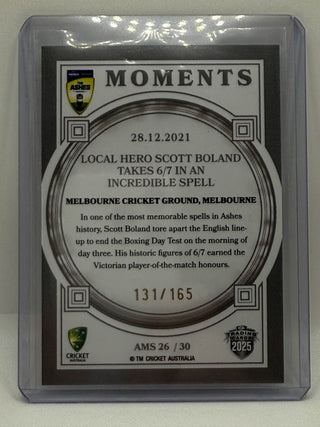 MOMENTS
THE
ASHES
28.12.2021
LOCAL HERO SCOTT BOLAND
TAKES 6/7 IN AN
INCREDIBLE SPELL
MELBOURNE CRICKET GROUND, MELBOURNE
In one of the most memorable spells in Ashes
history, Scott Boland tore apart the English line-
up to end the Boxing Day Test on the morning of
day three. His historic figures of 6/7 earned the
Victorian player-of-the-match honours.
131/165
CRICKET
AUSTRALIA
AMS 26 / 30
© TM CRICKET AUSTRALIA
TRADING
CARDS
2025